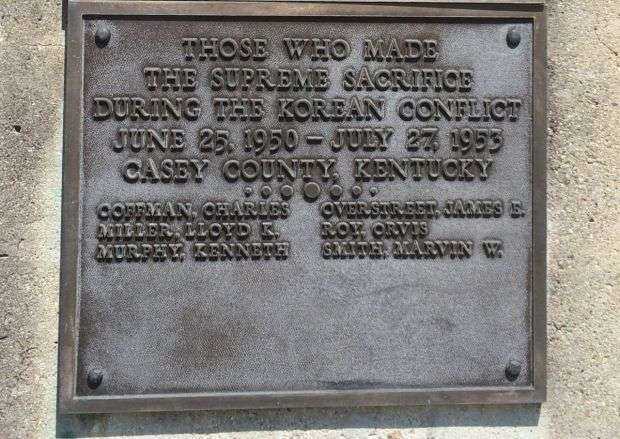 THOSE WHO MADE
THE SUPREME SACRIFICE
DURING THE KOREAN CONFLICT
JUNE 25, 1950 – JULY 27, 1953
CASEY COUNTY, KENTUCKY
COFFMAN, CHARLES
MILLER, LLOYD K.
MURPHY, KENNETH
OVERSTREET, JAMES E.
ROY, ORVIS
SMITH, MARVIN W.